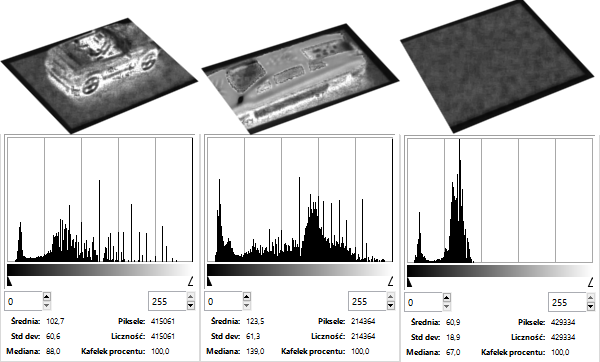 0 255 0 255 0 255
Średnia: 102,7 Piksele: 415061 Średnia: 123,5 Piksele: 214364 Średnia: 60,9 Piksele: 429334
Std dev: 60,6 Liczność: 415061 Std dev: 61,3 Liczność: 214364 Std dev: 18,9 Liczność: 429334
Mediana: 88,0 Kafelek procentu: 100,0 Mediana: 139,0 Kafelek procentu: 100,0 Mediana: 67,0 Kafelek procentu: 100,0